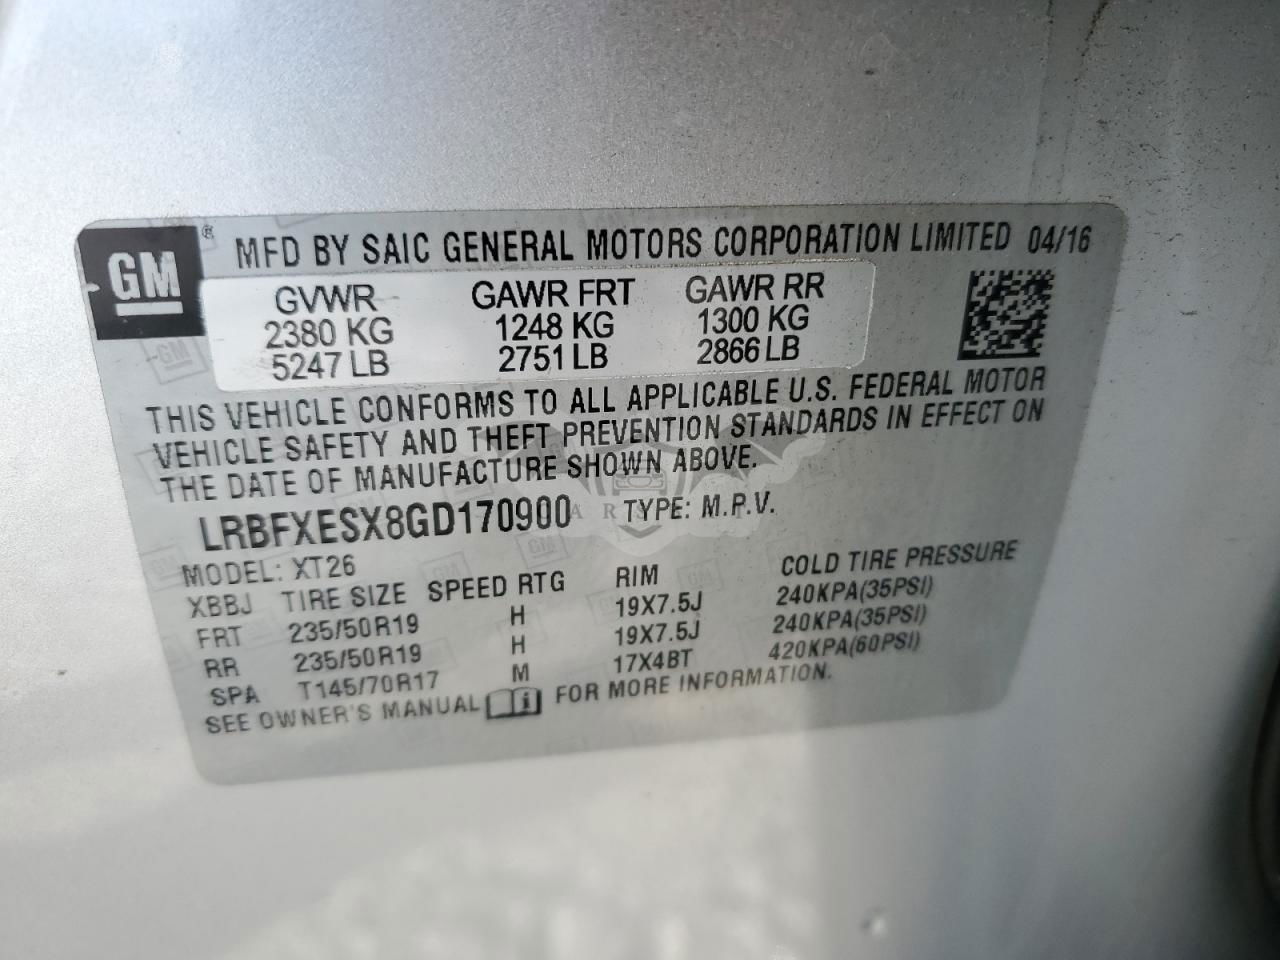 GM ® MFD BY SAIC GENERAL MOTORS CORPORATION LIMITED 04/16
GVWR GAWR FRT GAWR RR
2380 KG 1248 KG 1300 KG
5247 LB 2751 LB 2866 LB
THIS VEHICLE CONFORMS TO ALL APPLICABLE U.S. FEDERAL MOTOR
VEHICLE SAFETY AND THEFT PREVENTION STANDARDS IN EFFECT ON
THE DATE OF MANUFACTURE SHOWN ABOVE.
LRBFXESX8GD170900 TYPE: M.P.V.
MODEL: XT26
XBBJ TIRE SIZE SPEED RTG RIM COLD TIRE PRESSURE
FRT 235/50R19 H 19X7.5J 240KPA(35PSI)
RR 235/50R19 H 19X7.5J 240KPA(35PSI)
SPA T145/70R17 M 17X4BT 420KPA(60PSI)
SEE OWNER'S MANUAL FOR MORE INFORMATION.